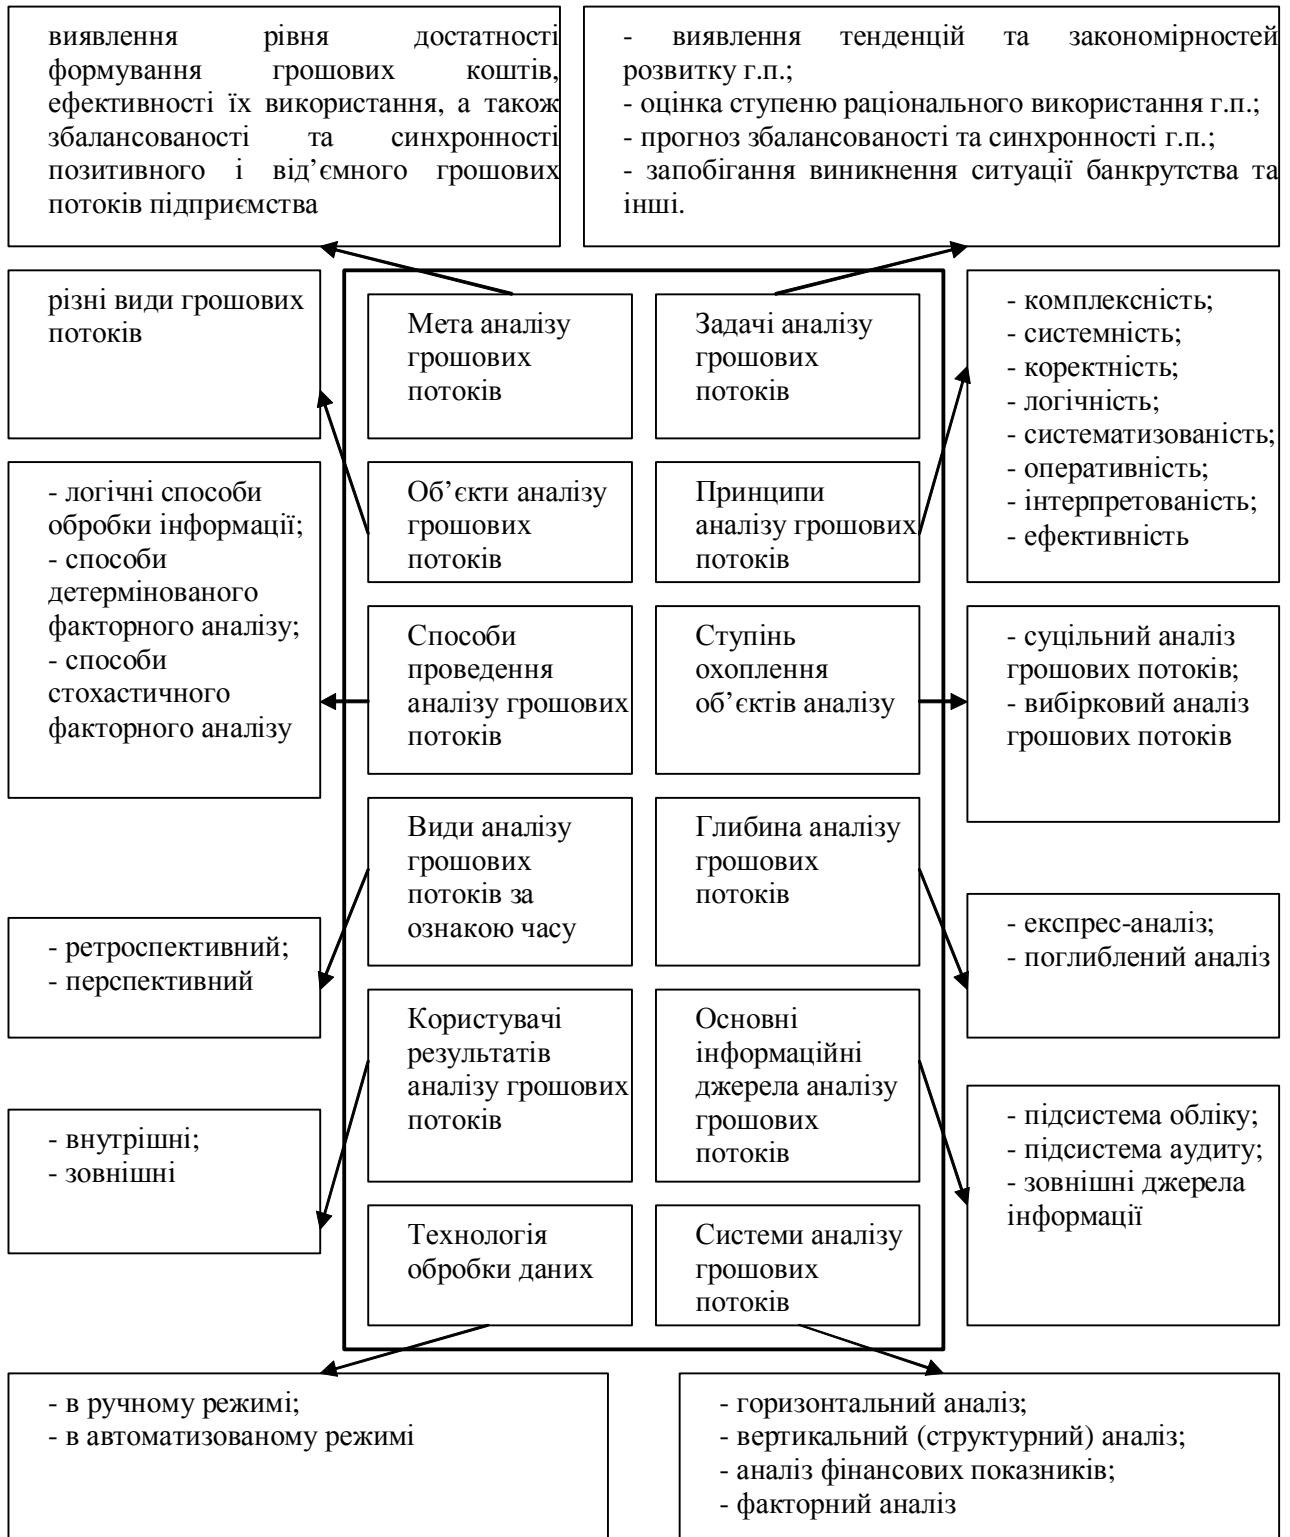 виявлення рівня достатності
формування грошових коштів,
ефективності їх використання, а також
збалансованості та синхронності
позитивного і від’ємного грошових
потоків підприємства
- виявлення тенденцій та закономірностей
розвитку г.п.;
- оцінка ступеню раціонального використання г.п.;
- прогноз збалансованості та синхронності г.п.;
- запобігання виникнення ситуації банкрутства та
інші.
різні види грошових
потоків
Мета аналізу
грошових
потоків
Задачі аналізу
грошових
потоків
- комплексність;
- системність;
- коректність;
- логічність;
- систематизованість;
- оперативність;
- інтерпретованість;
- ефективність
- логічні способи
обробки інформації;
- способи
детермінованого
факторного аналізу;
- способи
стохастичного
факторного аналізу
Об’єкти аналізу
грошових
потоків
Принципи
аналізу грошових
потоків
Способи
проведення
аналізу грошових
потоків
Ступінь
охоплення
об’єктів аналізу
- суцільний аналіз
грошових потоків;
- вибірковий аналіз
грошових потоків
Види аналізу
грошових
потоків за
ознакою часу
Глибина аналізу
грошових
потоків
- ретроспективний;
- перспективний
- експрес-аналіз;
- поглиблений аналіз
Користувачі
результатів
аналізу грошових
потоків
Основні
інформаційні
джерела аналізу
грошових
потоків
- внутрішні;
- зовнішні
- підсистема обліку;
- підсистема аудиту;
- зовнішні джерела
інформації
Технологія
обробки даних
Системи аналізу
грошових
потоків
- в ручному режимі;
- в автоматизованому режимі
- горизонтальний аналіз;
- вертикальний (структурний) аналіз;
- аналіз фінансових показників;
- факторний аналіз